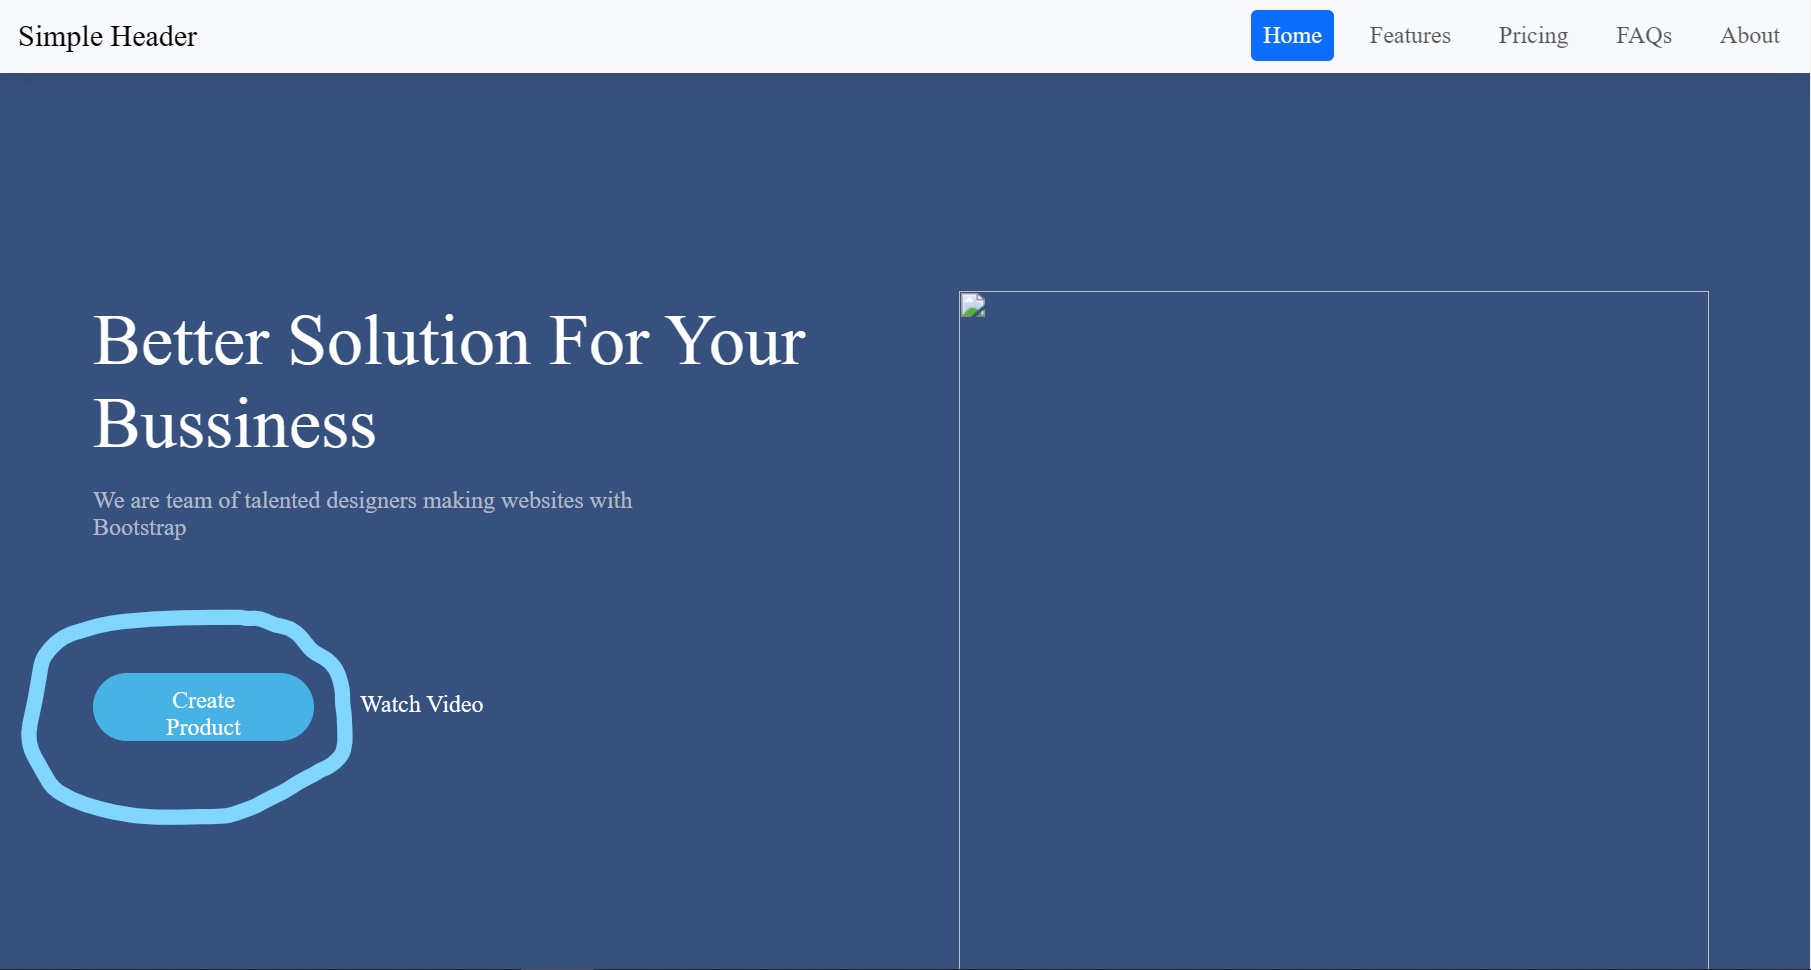 Simple Header
Home
Features
Pricing
FAQs
About
Better Solution For Your
Bussiness
We are team of talented designers making websites with
Bootstrap
Create
Product
Watch Video